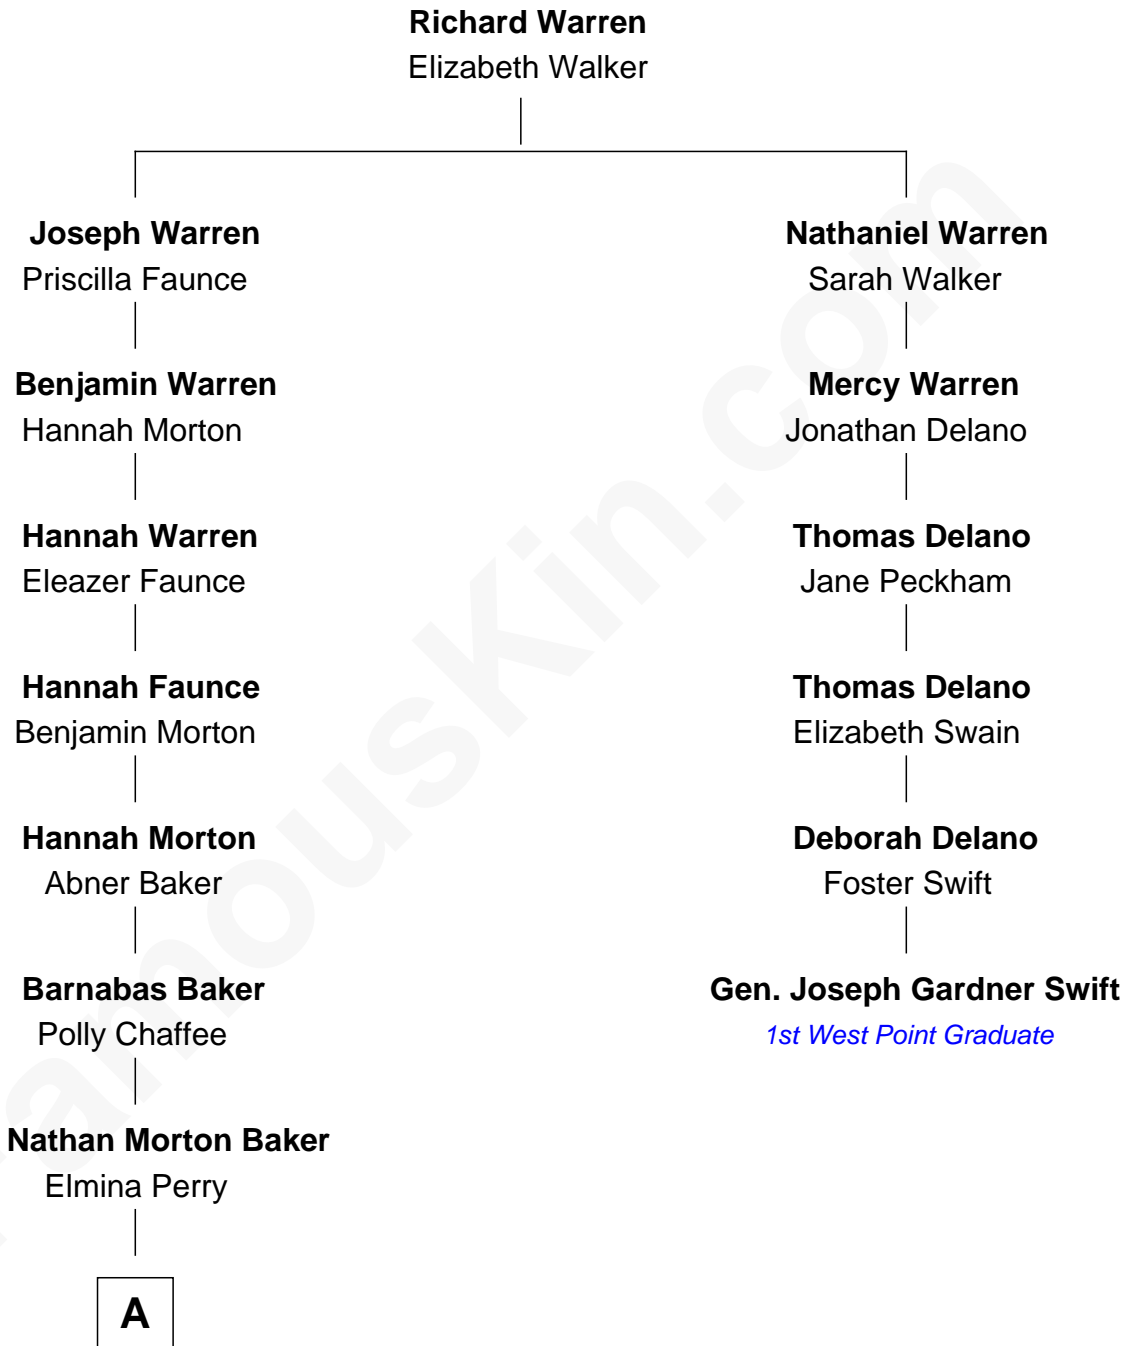 Richard Warren
Elizabeth Walker
Joseph Warren
Priscilla Faunce
Benjamin Warren
Hannah Morton
Hannah Warren
Eleazer Faunce
Hannah Faunce
Benjamin Morton
Hannah Morton
Abner Baker
Barnabas Baker
Polly Chaffee
Nathan Morton Baker
Elmina Perry
A
Nathaniel Warren
Sarah Walker
Mercy Warren
Jonathan Delano
Thomas Delano
Jane Peckham
Thomas Delano
Elizabeth Swain
Deborah Delano
Foster Swift
Gen. Joseph Gardner Swift
1st West Point Graduate
FamousKin.com